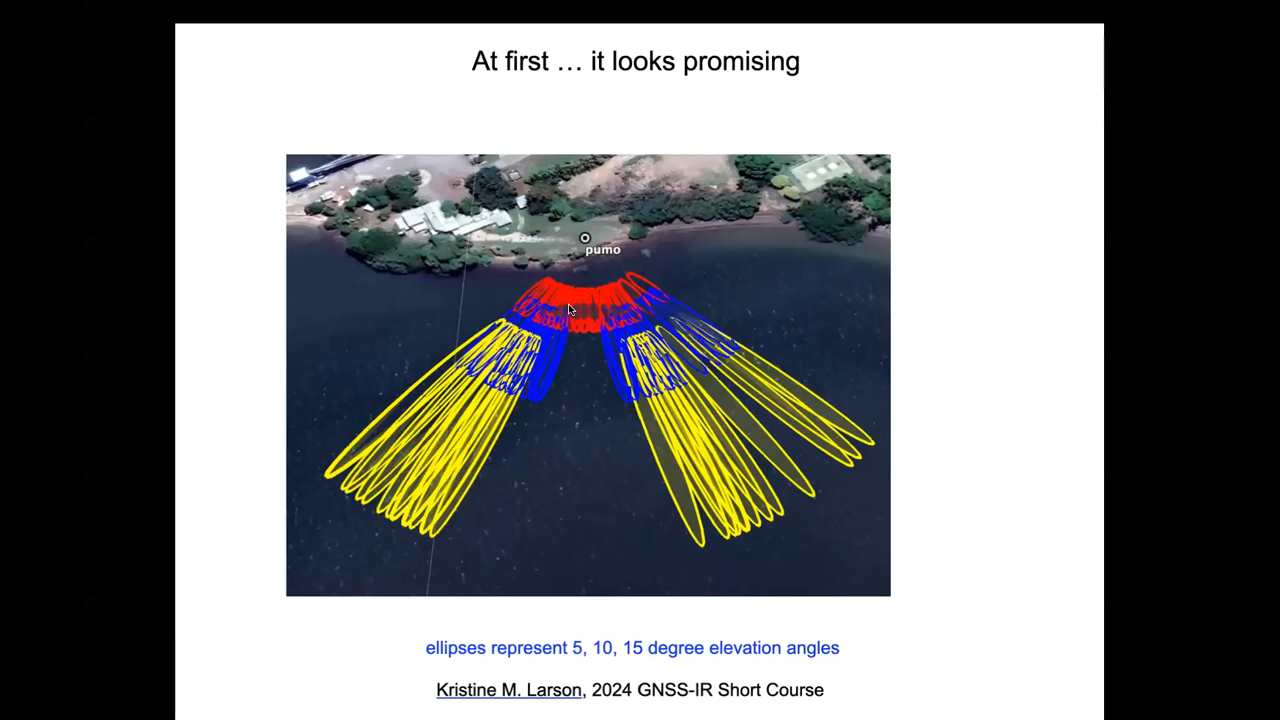 At first … it looks promising
pumo
ellipses represent 5, 10, 15 degree elevation angles
Kristine M. Larson, 2024 GNSS-IR Short Course